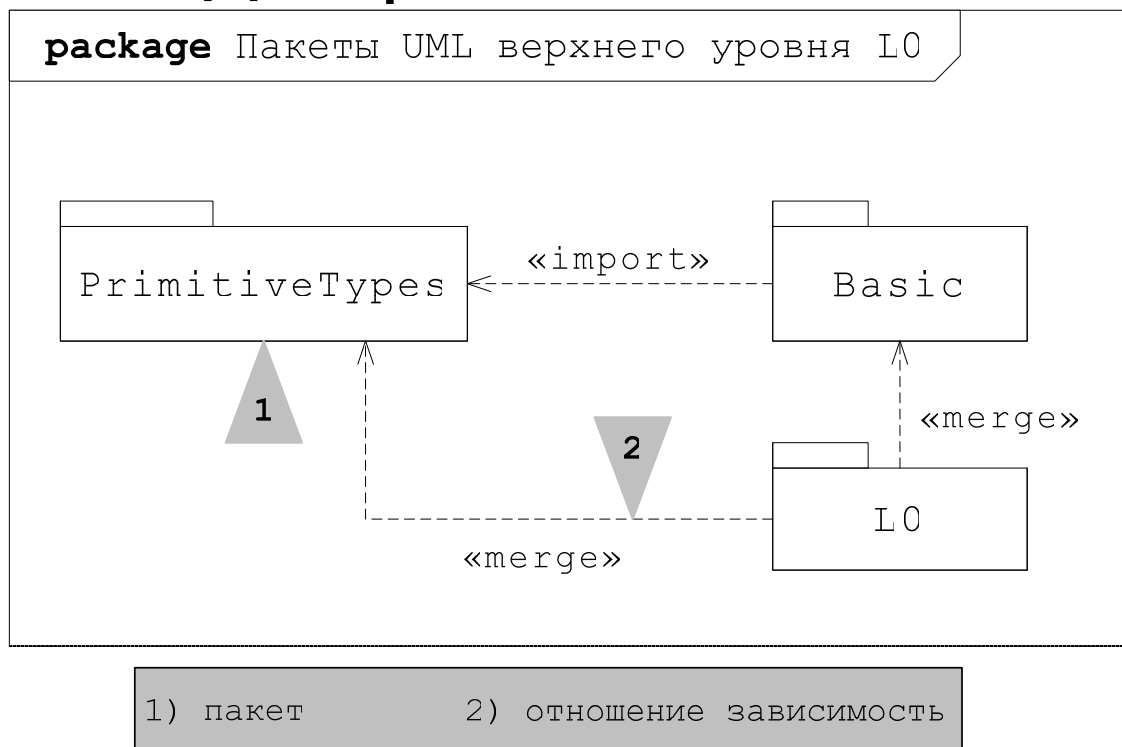 package Пакеты UML верхнего уровня L0
«import»
PrimitiveTypes
Basic
1
2
«merge»
L0
«merge»
1) пакет 2) отношение зависимость